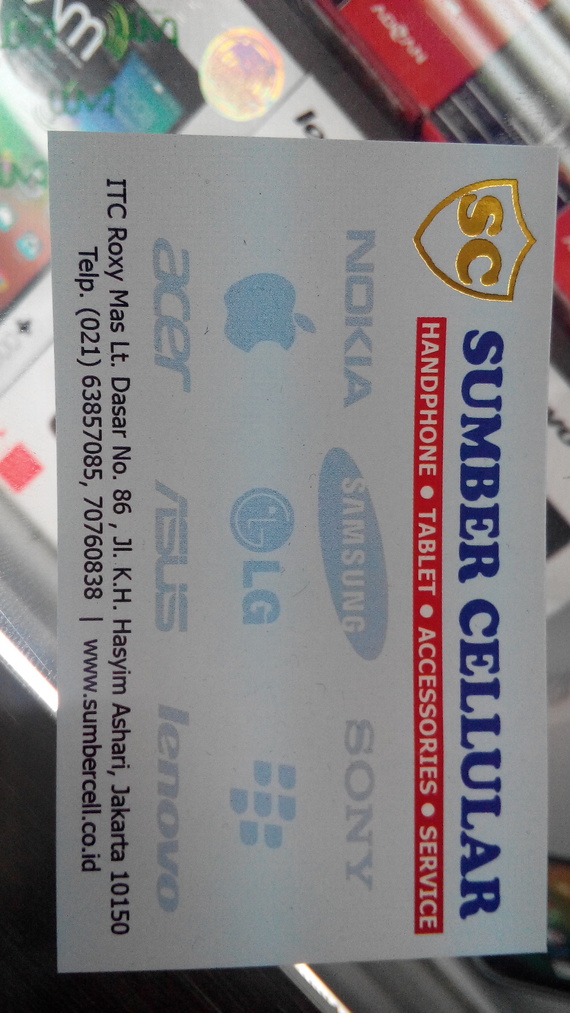 SC
SUMBER CELLULAR
HANDPHONE • TABLET • ACCESSORIES • SERVICE
NOKIA
SAMSUNG
SONY
LG
acer
ASUS
lenovo
ITC Roxy Mas Lt. Dasar No. 86 , Jl. K.H. Hasyim Ashari, Jakarta 10150
Telp. (021) 63857085, 70760838 | www.sumbercell.co.id
ADVAN